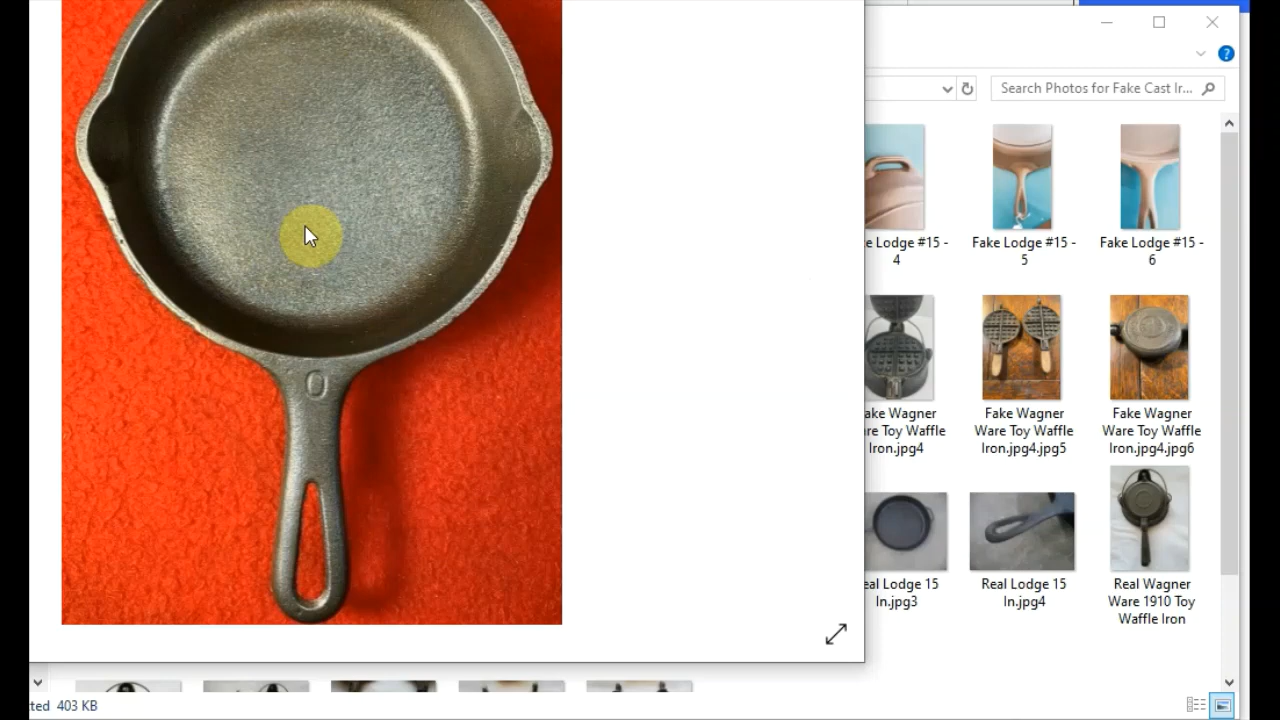 Search Photos for Fake Cast Ir...
e Lodge #15 -
4
Fake Lodge #15 -
5
Fake Lodge #15 -
6
ake Wagner
re Toy Waffle
Iron.jpg4
Fake Wagner
Ware Toy Waffle
Iron.jpg4.jpg5
Fake Wagner
Ware Toy Waffle
Iron.jpg4.jpg6
eal Lodge 15
In.jpg3
Real Lodge 15
In.jpg4
Real Wagner
Ware 1910 Toy
Waffle Iron
0
ted 403 KB